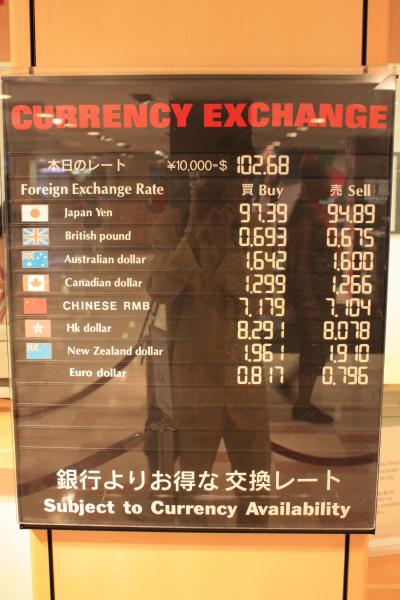 CURRENCY EXCHANGE
本日のレート ¥10,000=$ 102.68
Foreign Exchange Rate 買 Buy 売 Sell
Japan Yen 97.39 94.89
British pound 0.693 0.675
Australian dollar 1.642 1.600
Canadian dollar 1.299 1.266
CHINESE RMB 7.179 7.104
Hk dollar 8.291 8.078
New Zealand dollar 1.961 1.910
Euro dollar 0.817 0.796
銀行よりお得な 交換レート
Subject to Currency Availability